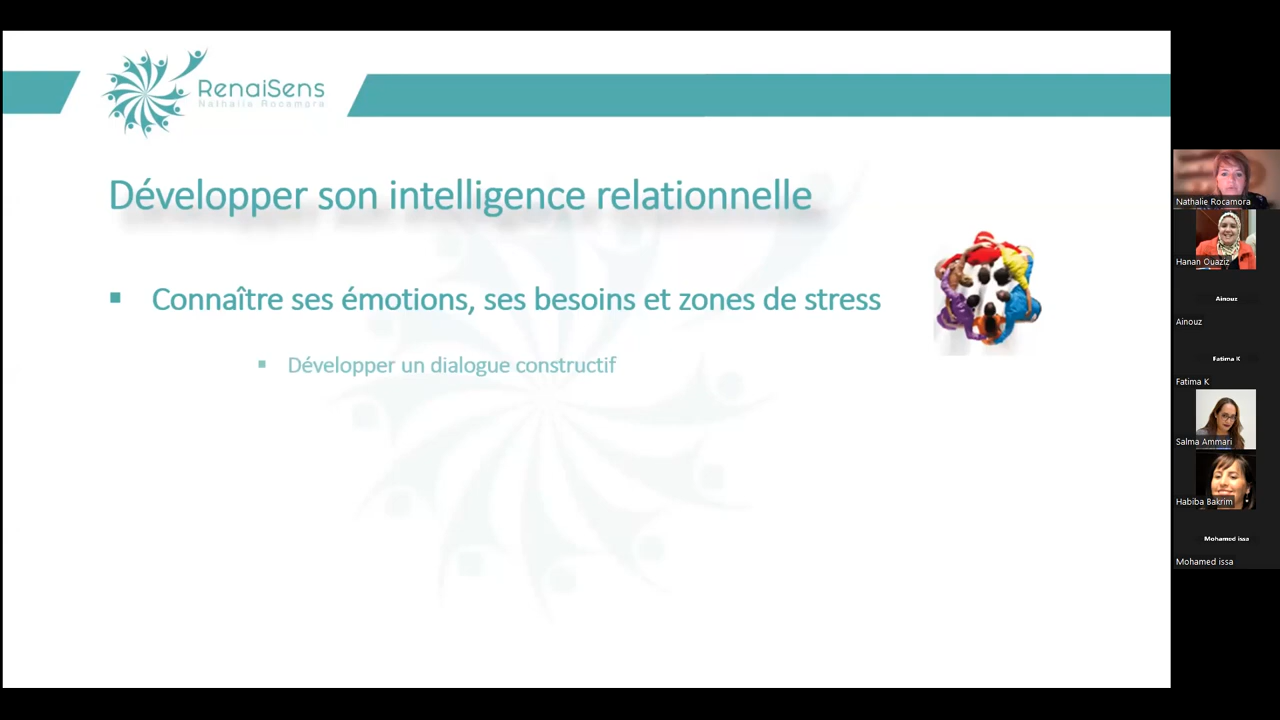 RenaiSens
Nathalie Rocamora
Développer son intelligence relationnelle
Connaître ses émotions, ses besoins et zones de stress
Développer un dialogue constructif
Nathalie Rocamora
Hanan Ouaziz
Ainouz
Ainouz
Fatima K
Fatima K
Salma Ammari
Habiba Bakrim
Mohamed issa
Mohamed issa